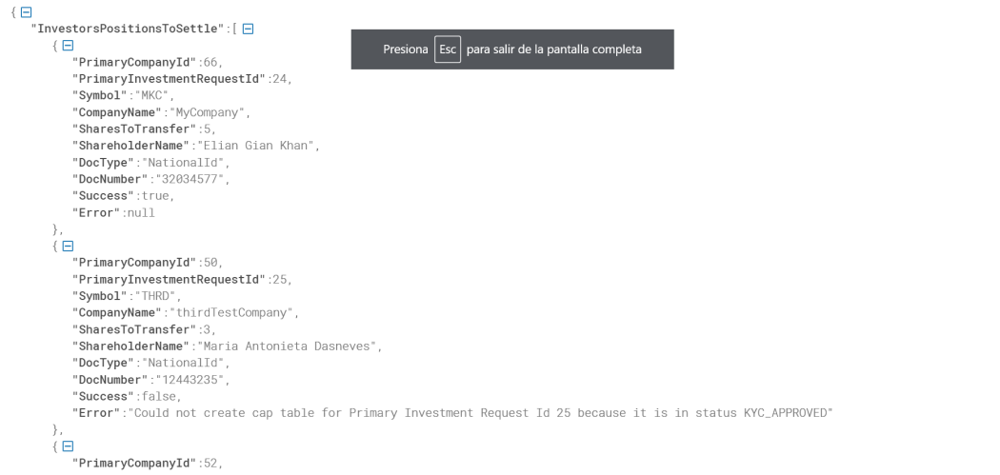 {
"InvestorsPositionsToSettle":[
{
"PrimaryCompanyId":66,
"PrimaryInvestmentRequestId":24,
"Symbol":"MKC",
"CompanyName":"MyCompany",
"SharesToTransfer":5,
"ShareholderName":"Elian Gian Khan",
"DocType":"NationalId",
"DocNumber":"32034577",
"Success":true,
"Error":null
},
{
"PrimaryCompanyId":50,
"PrimaryInvestmentRequestId":25,
"Symbol":"THRD",
"CompanyName":"thirdTestCompany",
"SharesToTransfer":3,
"ShareholderName":"Maria Antonieta Dasneves",
"DocType":"NationalId",
"DocNumber":"12443235",
"Success":false,
"Error":"Could not create cap table for Primary Investment Request Id 25 because it is in status KYC_APPROVED"
},
{
"PrimaryCompanyId":52,
Presiona Esc para salir de la pantalla completa